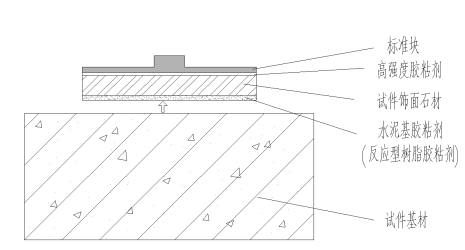 标准块
高强度胶粘剂
试件饰面石材
水泥基胶粘剂
(反应型树脂胶粘剂)
试件基材